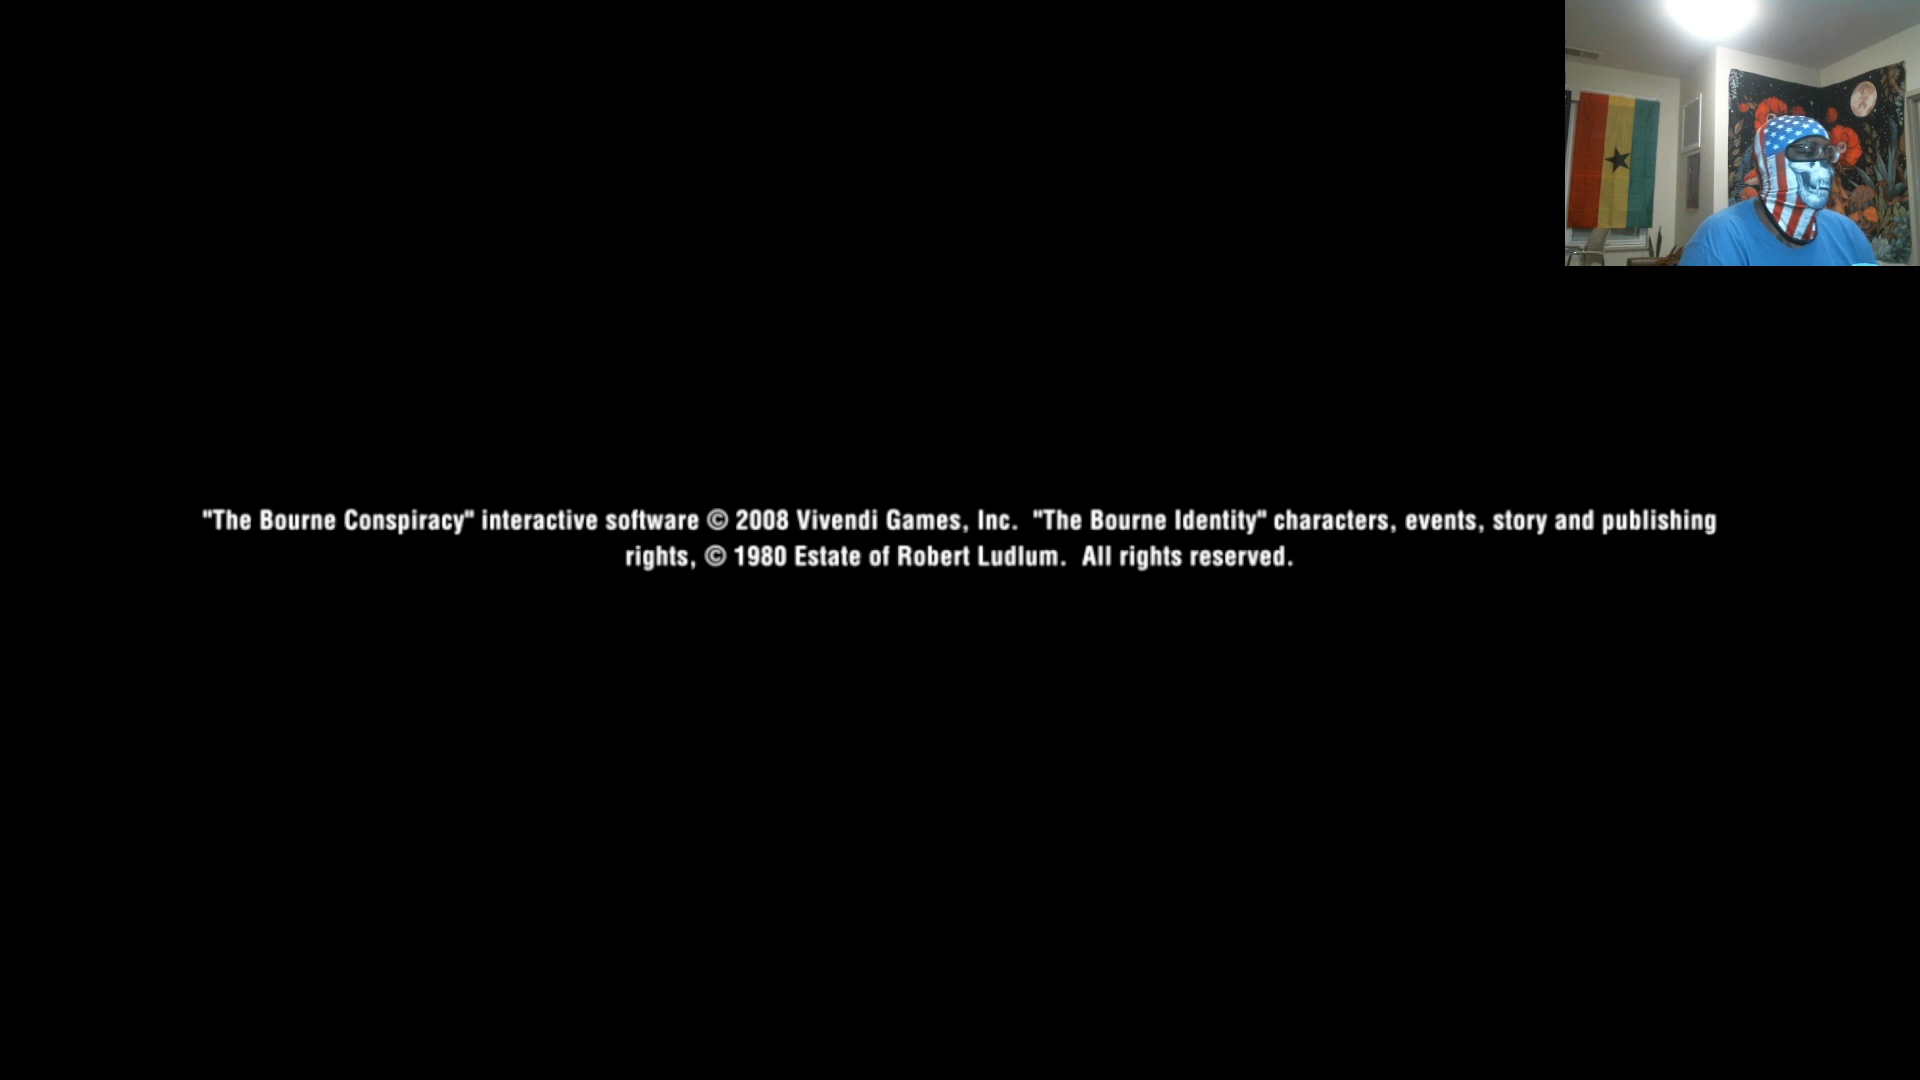 "The Bourne Conspiracy" interactive software © 2008 Vivendi Games, Inc.  "The Bourne Identity" characters, events, story and publishing
rights, © 1980 Estate of Robert Ludlum.  All rights reserved.